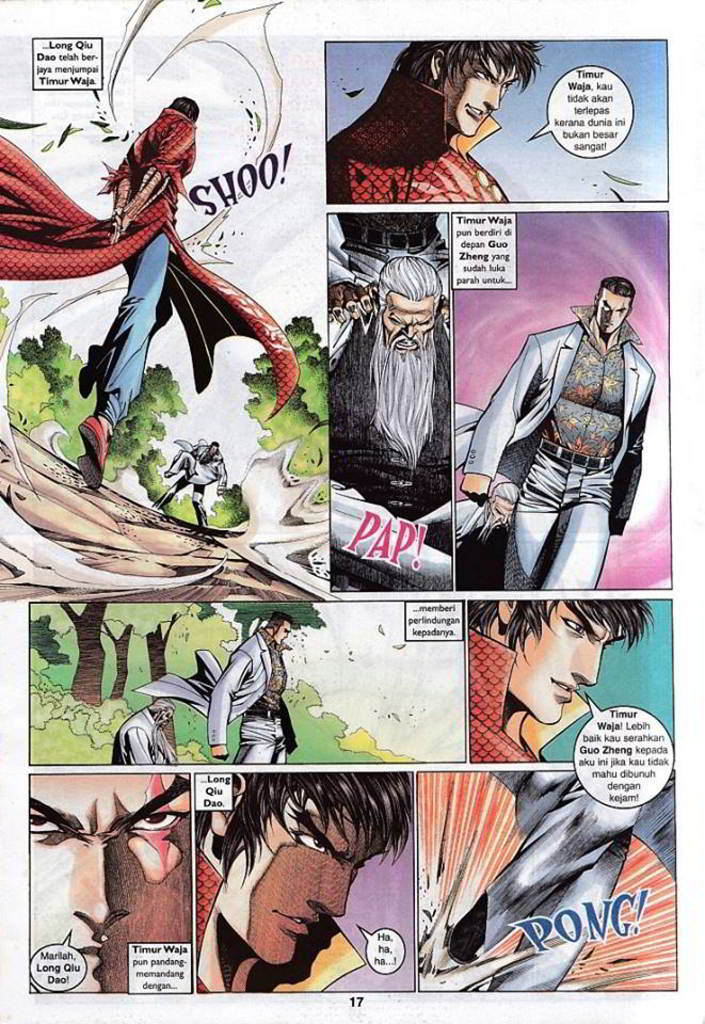 ...Long Qiu
Dao telah ber-
jaya menjumpai
Timur Waja.
SHOO!
Timur
Waja, kau
tidak akan
terlepas
kerana dunia ini
bukan besar
sangat!
Timur Waja
pun berdiri di
depan Guo
Zheng yang
sudah luka
parah untuk...
PAP!
...memberi
perlindungan
kepadanya.
Timur
Waja! Lebih
baik kau serahkan
Guo Zheng kepada
aku ini jika kau tidak
mahu dibunuh
dengan
kejam!
Marilah,
Long Qiu
Dao!
Timur Waja
pun pandang-
memandang
dengan...
...Long
Qiu
Dao.
Ha,
ha,
ha...!
PONG!
17